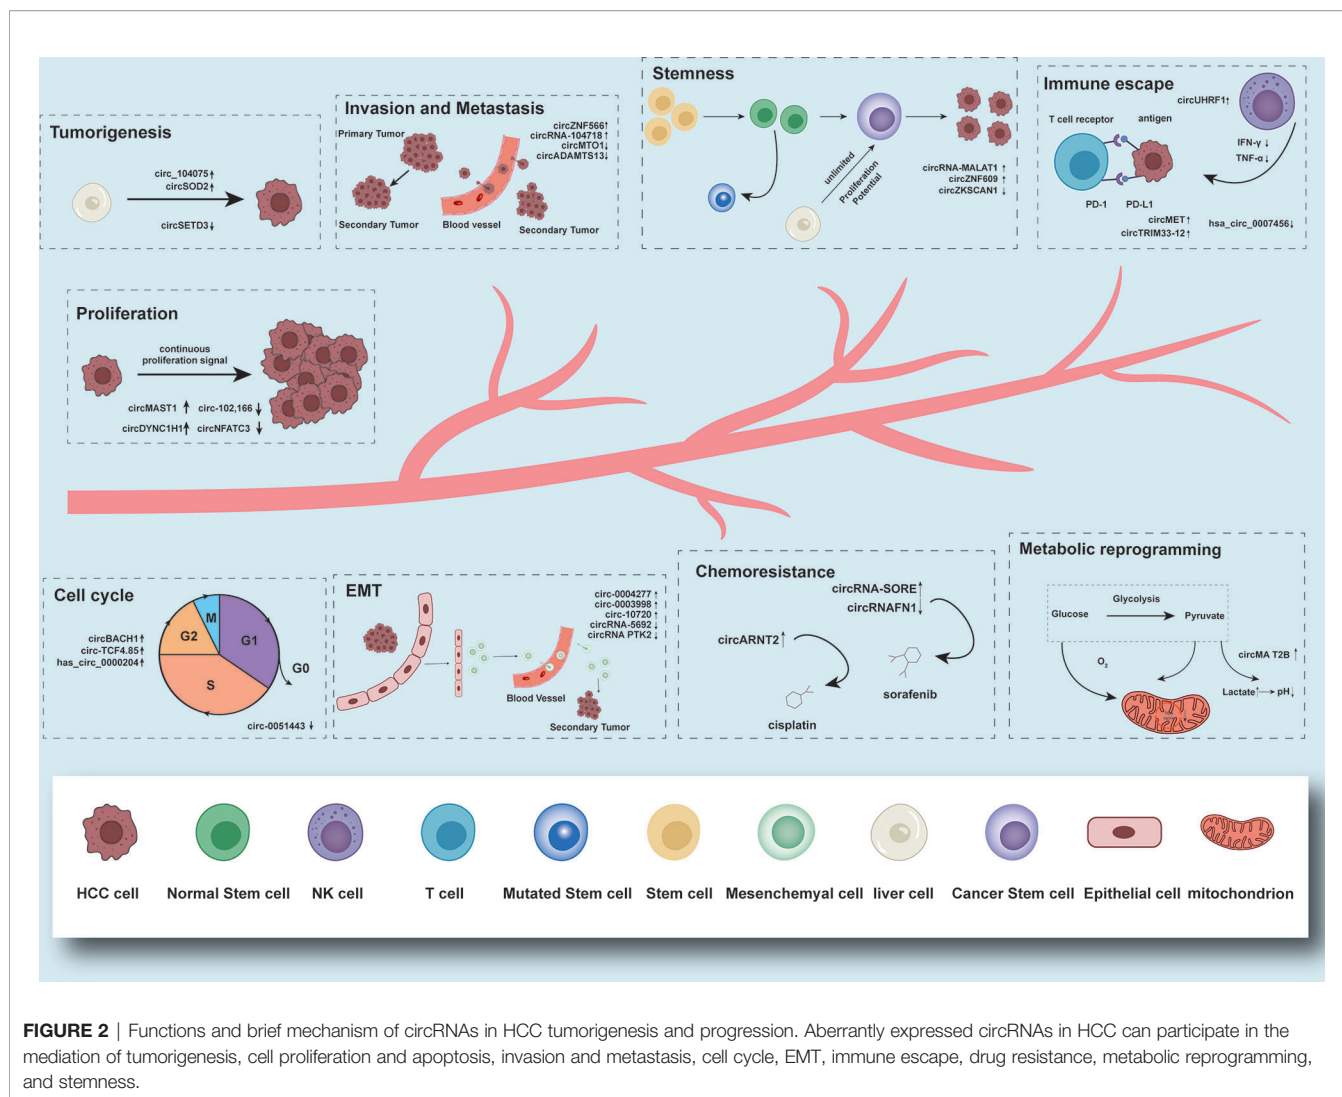 Tumorigenesis
circ_104075↑
circSOD2↑
circSETD3↓
Invasion and Metastasis
Primary Tumor
circZNF566↑
circRNA-104718↑
circMTO1↓
circADAMTS13↓
Secondary Tumor
Blood vessel
Secondary Tumor
Stemness
unlimited
Proliferation
Potential
circRNA-MALAT1↑
circZNF609↑
circZKSCAN1↓
Immune escape
circUHRF1↑
T cell receptor
antigen
IFN-γ↓
TNF-α↓
PD-1
PD-L1
circMET↑
circTRIM33-12↑
hsa_circ_0007456↓
Proliferation
continuous
proliferation signal
circMAST1↑ circ-102,166↓
circDYNC1H1↑ circNFATC3↓
Cell cycle
circBACH1↑
circ-TCF4.85↑
has_circ_0000204↑
M
G2
G1
S
G0
circ-0051443↓
EMT
circ-0004277↑
circ-0003998↑
circ-10720↑
circRNA-5692↓
circRNA PTK2↓
Blood Vessel
Secondary Tumor
Chemoresistance
circRNA-SORE↑
circRNAFN1↓
circARNT2↑
sorafenib
cisplatin
Metabolic reprogramming
Glycolysis
Glucose
Pyruvate
O2
circMA T2B↑
Lactate↑→pH↓
HCC cell
Normal Stem cell
NK cell
T cell
Mutated Stem cell
Stem cell
Mesenchemyal cell
liver cell
Cancer Stem cell
Epithelial cell
mitochondrion
FIGURE 2 | Functions and brief mechanism of circRNAs in HCC tumorigenesis and progression. Aberrantly expressed circRNAs in HCC can participate in the
mediation of tumorigenesis, cell proliferation and apoptosis, invasion and metastasis, cell cycle, EMT, immune escape, drug resistance, metabolic reprogramming,
and stemness.